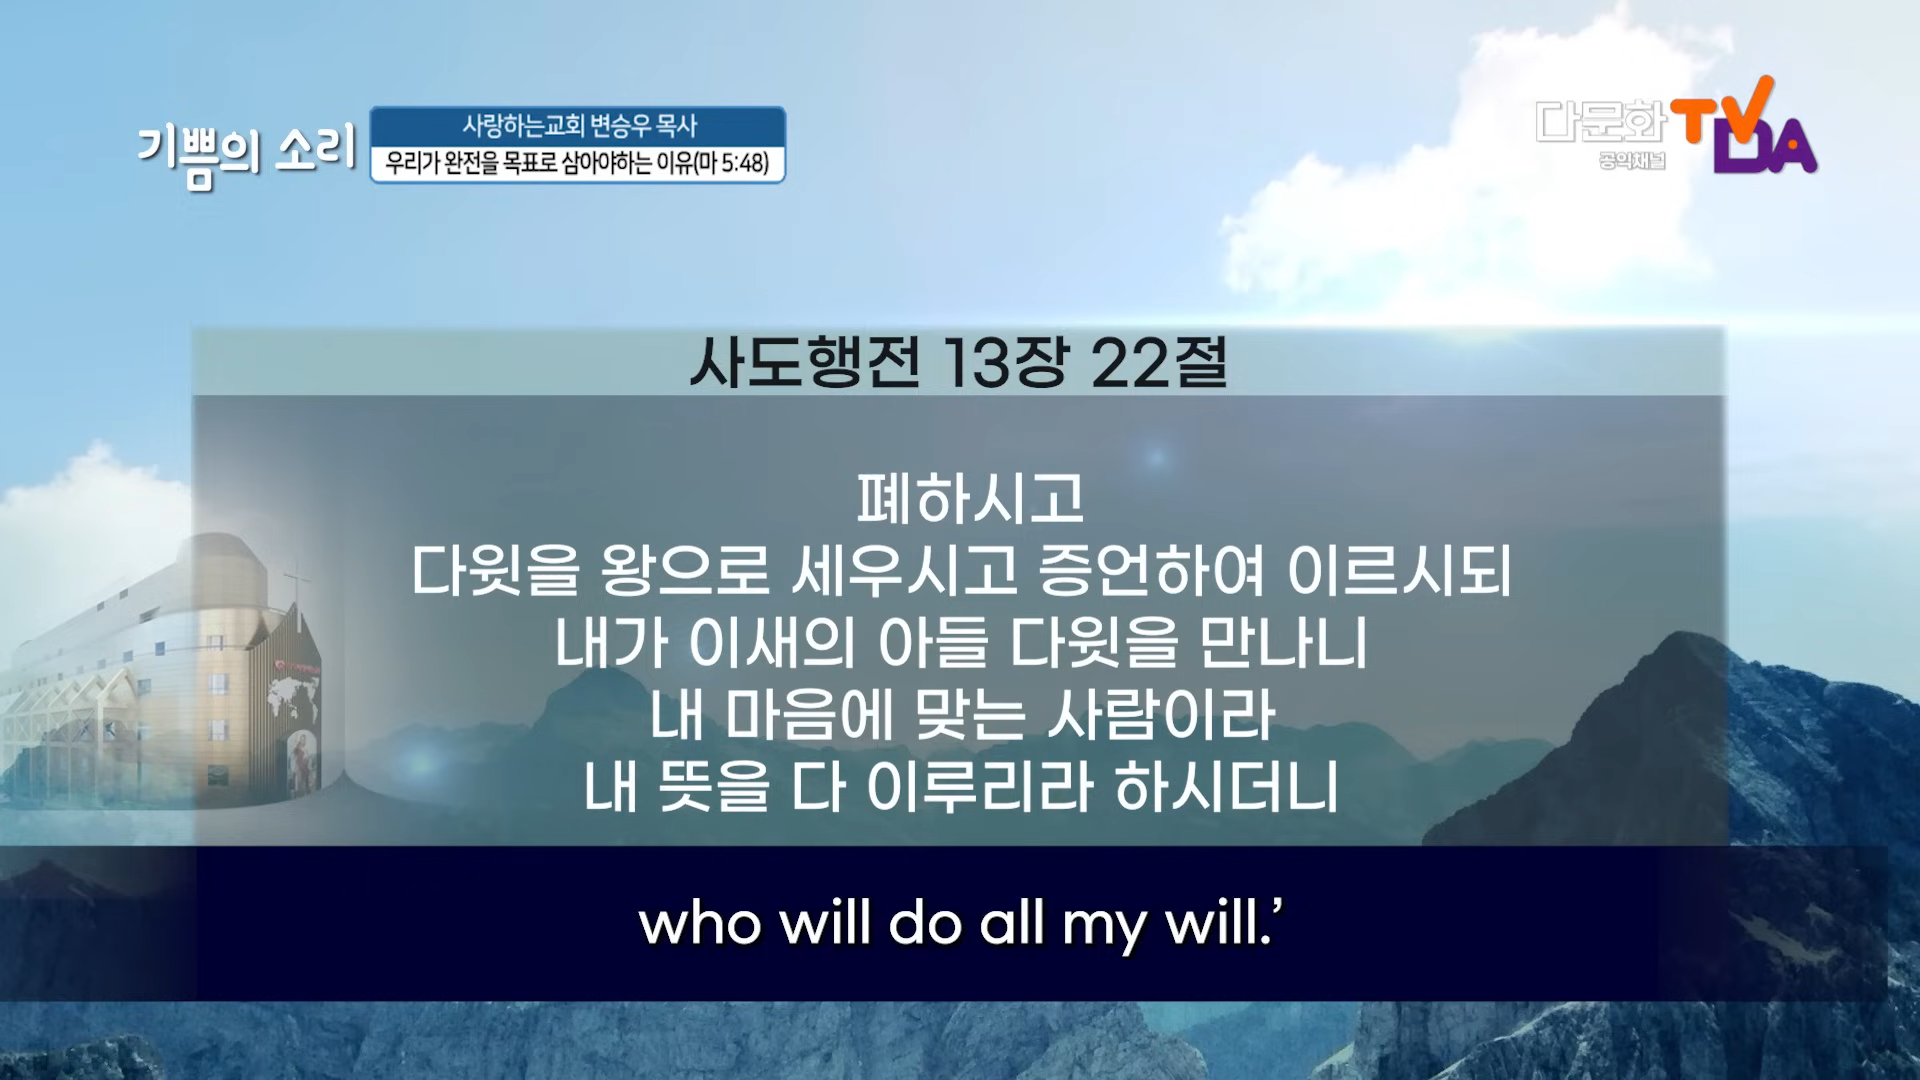 기쁨의 소리
사랑하는교회 변승우 목사
우리가 완전을 목표로 삼아야하는 이유(마 5:48)
다문화 TV
공익채널 DA
사도행전 13장 22절
폐하시고
다윗을 왕으로 세우시고 증언하여 이르시되
내가 이새의 아들 다윗을 만나니
내 마음에 맞는 사람이라
내 뜻을 다 이루리라 하시더니
who will do all my will.’